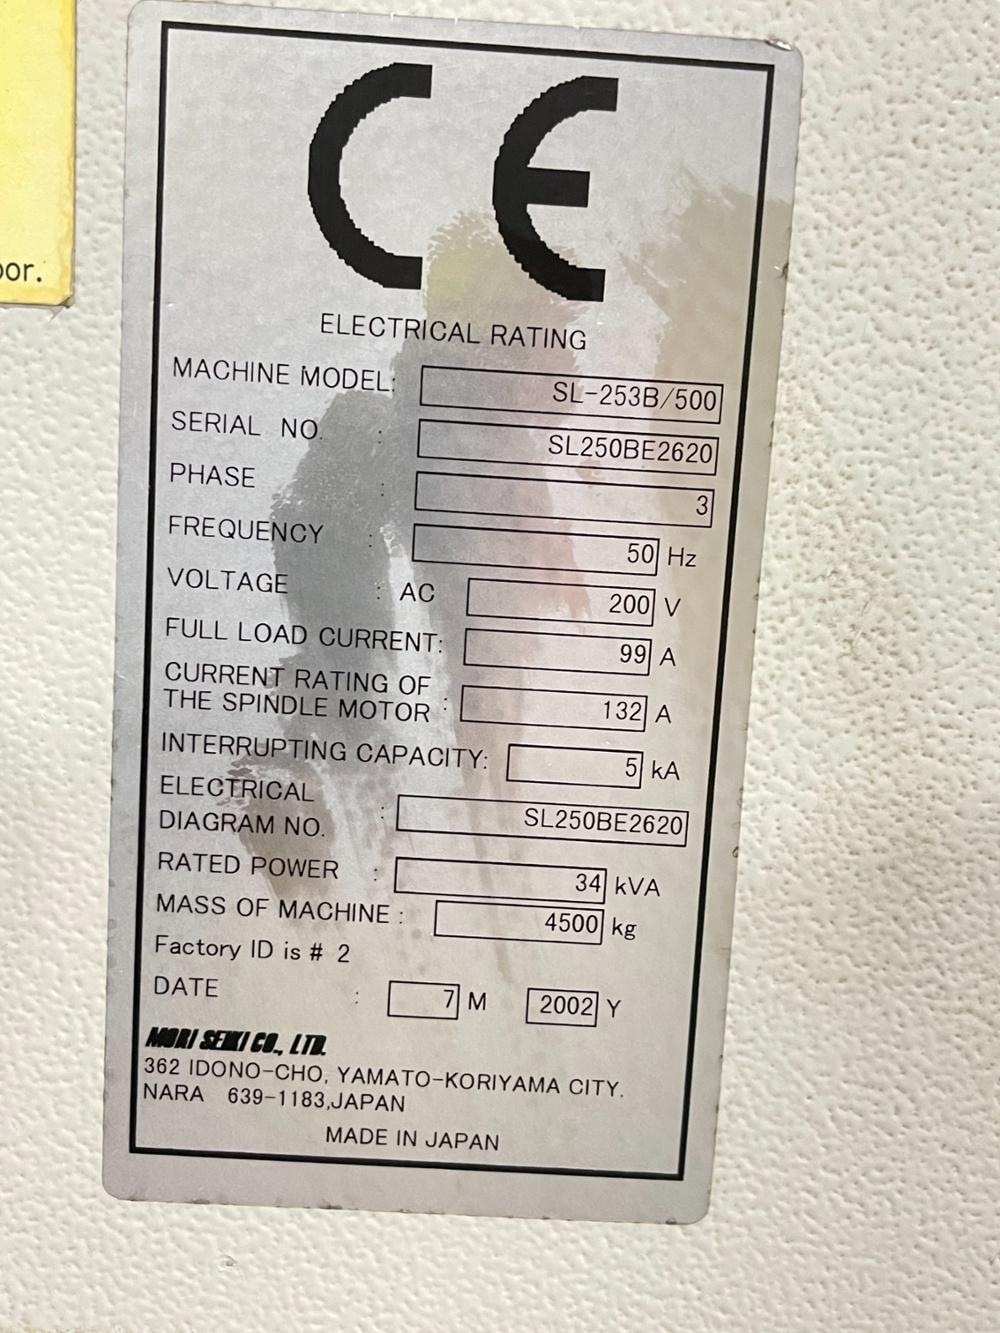 oor.
CE
ELECTRICAL RATING
MACHINE MODEL: SL-253B/500
SERIAL NO. : SL250BE2620
PHASE : 3
FREQUENCY : 50 Hz
VOLTAGE : AC 200 V
FULL LOAD CURRENT: 99 A
CURRENT RATING OF
THE SPINDLE MOTOR : 132 A
INTERRUPTING CAPACITY: 5 kA
ELECTRICAL
DIAGRAM NO. : SL250BE2620
RATED POWER : 34 kVA
MASS OF MACHINE : 4500 kg
Factory ID is # 2
DATE : 7 M 2002 Y
MORI SEIKI CO., LTD.
362 IDONO-CHO, YAMATO-KORIYAMA CITY.
NARA 639-1183,JAPAN
MADE IN JAPAN